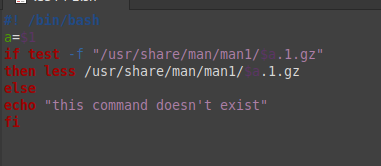 #! /bin/bash
a=$1
if test -f "/usr/share/man/man1/$a.1.gz"
then less /usr/share/man/man1/$a.1.gz
else
echo "this command doesn't exist"
fi